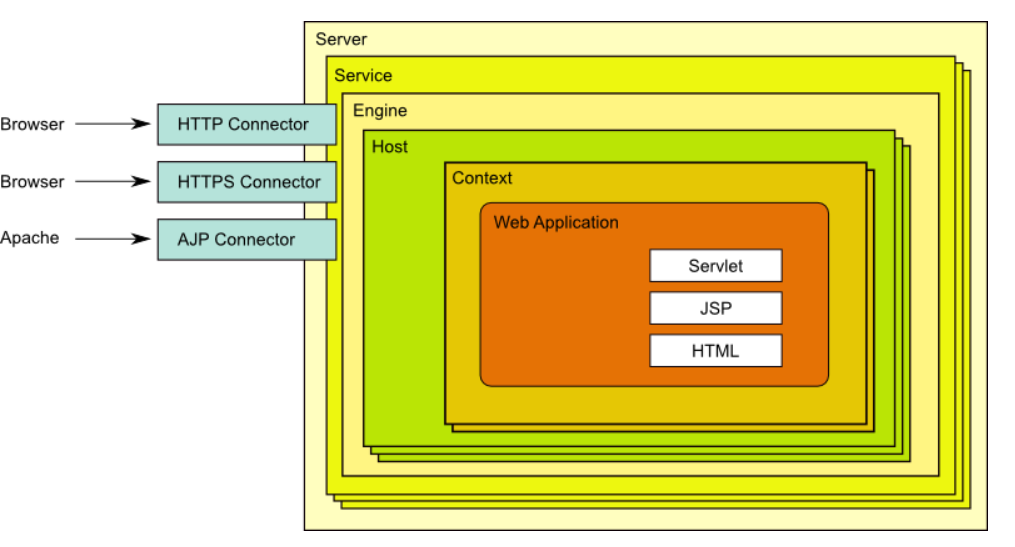 Server
Service
Engine
Browser
HTTP Connector
Host
Context
Browser
HTTPS Connector
Web Application
Apache
AJP Connector
Servlet
JSP
HTML